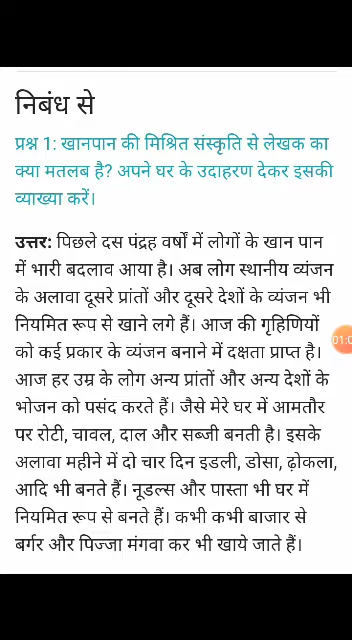 निबंध से
प्रश्न 1: खानपान की मिश्रित संस्कृति से लेखक का
क्या मतलब है? अपने घर के उदाहरण देकर इसकी
व्याख्या करें।
उत्तर: पिछले दस पंद्रह वर्षों में लोगों के खान पान
में भारी बदलाव आया है। अब लोग स्थानीय व्यंजन
के अलावा दूसरे प्रांतों और दूसरे देशों के व्यंजन भी
नियमित रूप से खाने लगे हैं। आज की गृहिणियों
को कई प्रकार के व्यंजन बनाने में दक्षता प्राप्त है।
आज हर उम्र के लोग अन्य प्रांतों और अन्य देशों के
भोजन को पसंद करते हैं। जैसे मेरे घर में आमतौर
पर रोटी, चावल, दाल और सब्जी बनती है। इसके
अलावा महीने में दो चार दिन इडली, डोसा, ढ़ोकला,
आदि भी बनते हैं। नूडल्स और पास्ता भी घर में
नियमित रूप से बनते हैं। कभी कभी बाजार से
बर्गर और पिज्जा मंगवा कर भी खाये जाते हैं।